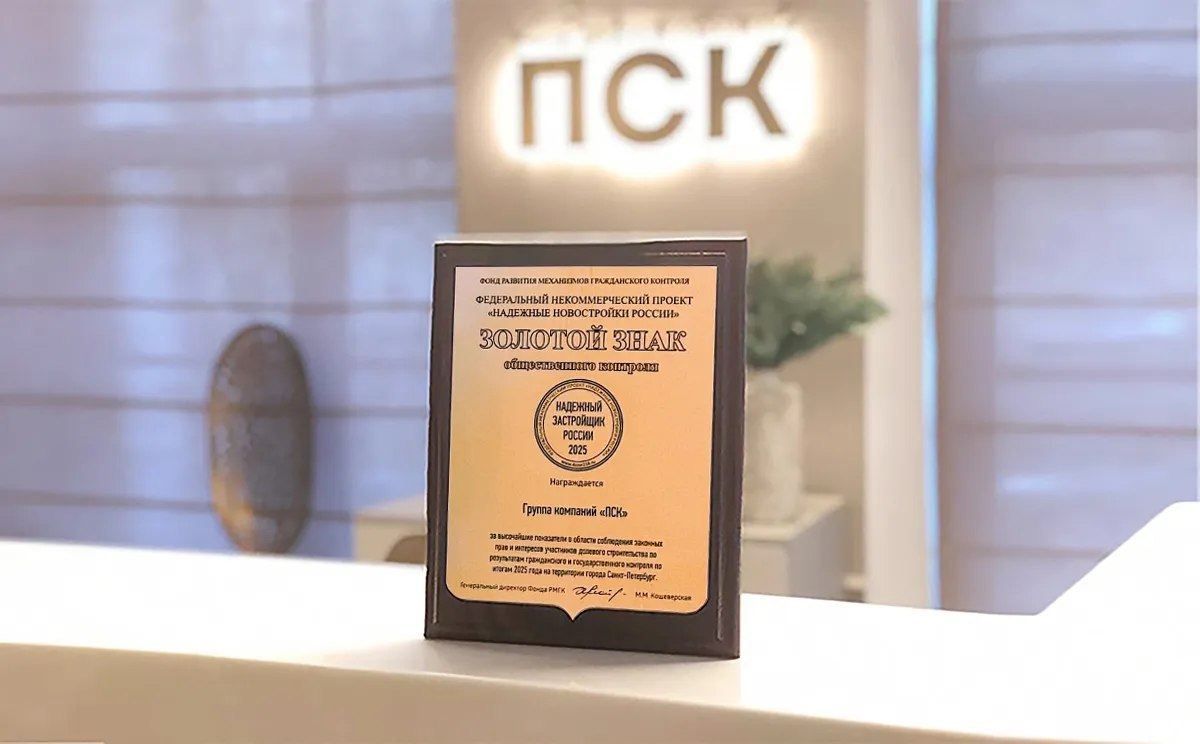 ПСК
ФОНД РАЗВИТИЯ МЕХАНИЗМОВ ГРАЖДАНСКОГО КОНТРОЛЯ
ФЕДЕРАЛЬНЫЙ НЕКОММЕРЧЕСКИЙ ПРОЕКТ
«НАДЕЖНЫЕ НОВОСТРОЙКИ РОССИИ»
ЗОЛОТОЙ ЗНАК
общественного контроля
НАДЕЖНЫЙ
ЗАСТРОЙЩИК
РОССИИ
2025
Награждается
Группа компаний «ПСК»
за высочайшие показатели в области соблюдения законных
прав и интересов участников долевого строительства по
результатам гражданского и государственного контроля по
итогам 2025 года на территории города Санкт-Петербург.
Генеральный директор Фонда РМГК М.М. Кошеверская